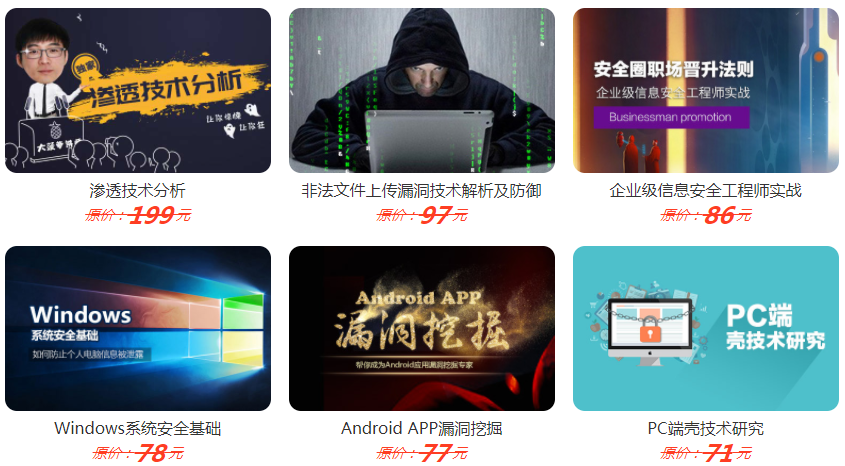 独家
渗透技术分析
让你惊愕
让你狂
渗透技术分析
原价：199元
非法文件上传漏洞技术解析及防御
原价：97元
安全圈职场晋升法则
企业级信息安全工程师实战
Businessman promotion
企业级信息安全工程师实战
原价：86元
Windows
系统安全基础
如何防止个人电脑信息被泄露
Windows系统安全基础
原价：78元
Android APP
漏洞挖掘
帮你成为Android应用漏洞挖掘专家
Android APP漏洞挖掘
原价：77元
PC端
壳技术研究
PC端壳技术研究
原价：71元